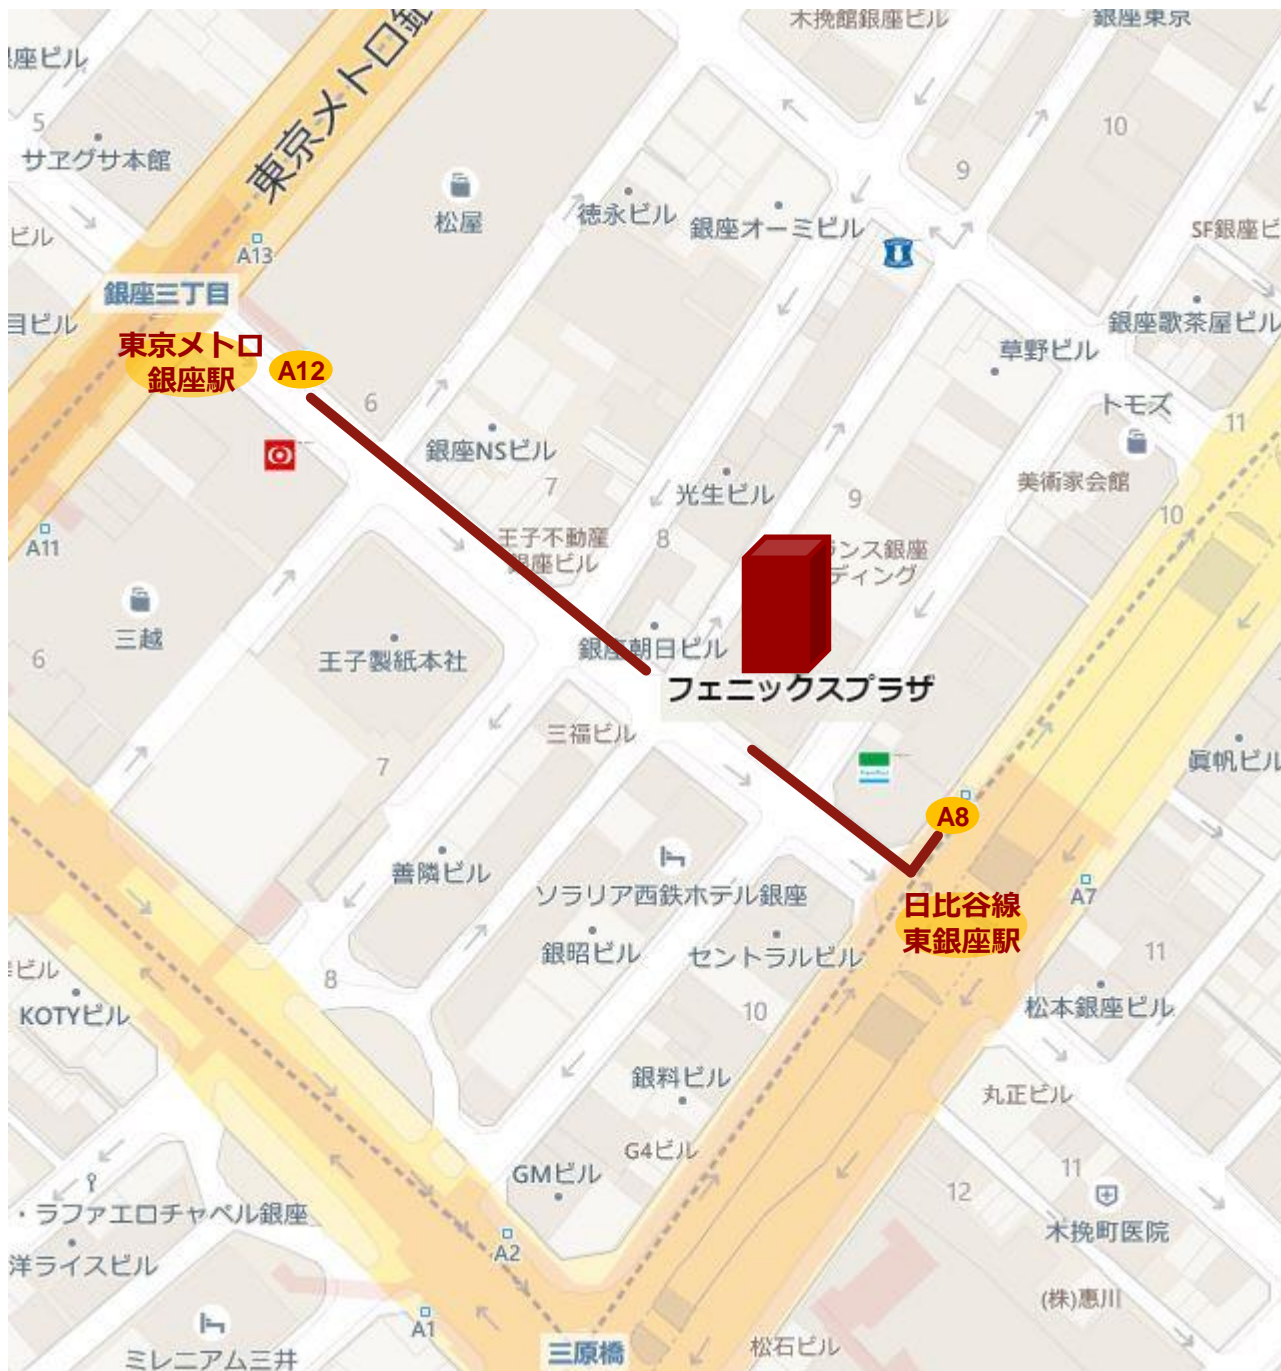 木挽館銀座ビル
銀座東京
座ビル
東京メトロ銀
5
サヱグサ本館
10
9
松屋
徳永ビル
銀座オーミビル
SF銀座ビ
ビル
A13
銀座三丁目
目ビル
銀座歌茶屋ビル
東京メトロ
銀座駅
A12
草野ビル
6
トモズ
11
銀座NSビル
光生ビル
美術家会館
7
9
10
A11
王子不動産
銀座ビル
8
ランス銀座
ディング
三越
銀座朝日ビル
王子製紙本社
6
フェニックスプラザ
三福ビル
7
眞帆ビル
FamilyMart
A8
善隣ビル
ソラリア西鉄ホテル銀座
A7
日比谷線
東銀座駅
銀昭ビル
セントラルビル
11
ビル
8
KOTYビル
10
松本銀座ビル
銀料ビル
丸正ビル
G4ビル
GMビル
11
12
・ラファエロチャペル銀座
木挽町医院
洋ライスビル
A2
(株)惠川
A1
ミレニアム三井
三原橋
松石ビル